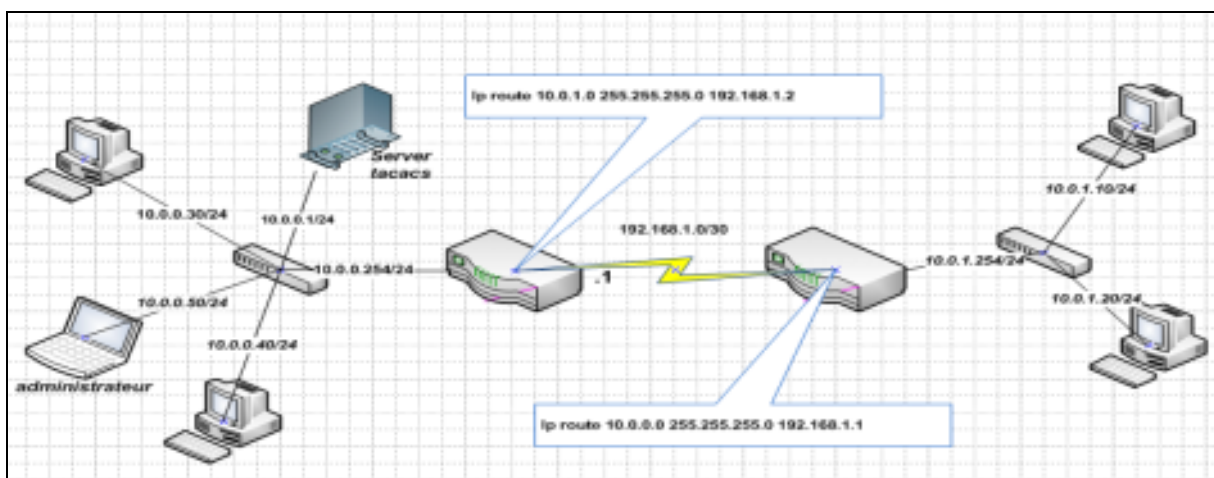 Ip route 10.0.1.0 255.255.255.0 192.168.1.2
Server
tacacs
10.0.0.30/24
10.0.0.1/24
192.168.1.0/30
10.0.1.10/24
10.0.0.254/24
.1
10.0.1.254/24
10.0.0.50/24
10.0.1.20/24
10.0.0.40/24
administrateur
Ip route 10.0.0.0 255.255.255.0 192.168.1.1